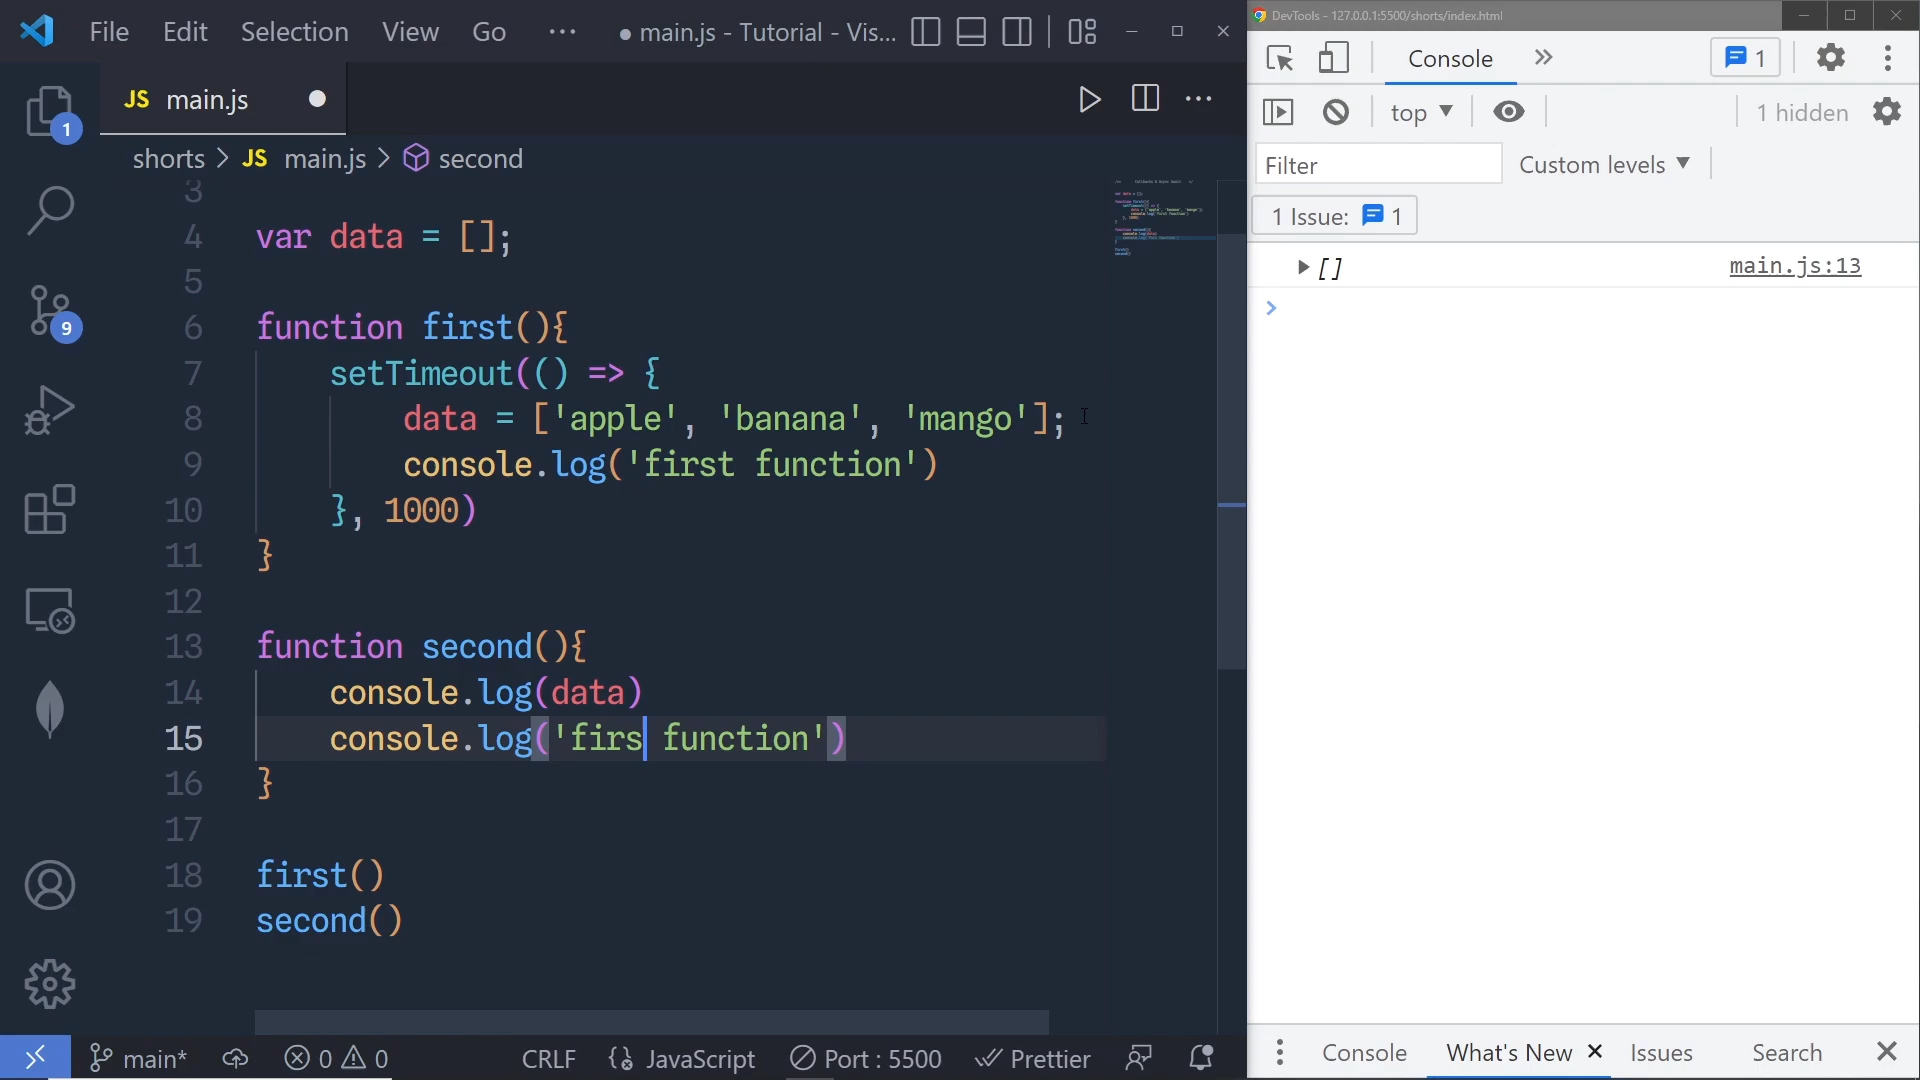 File Edit Selection View Go ··· ● main.js - Tutorial - Vis...
JS main.js
shorts > JS main.js > second
3
4 var data = [];
5
6 function first(){
7 setTimeout(() => {
8 data = ['apple', 'banana', 'mango'];
9 console.log('first function')
10 }, 1000)
11 }
12
13 function second(){
14 console.log(data)
15 console.log('firs function')
16 }
17
18 first()
19 second()
1
9
main* 0 0 CRLF {} JavaScript Port : 5500 Prettier
DevTools - 127.0.0.1:5500/shorts/index.html
Console » 1
top ▼ 1 hidden
Filter Custom levels ▼
1 Issue: 1
▶ [] main.js:13
>
Console What's New × Issues Search